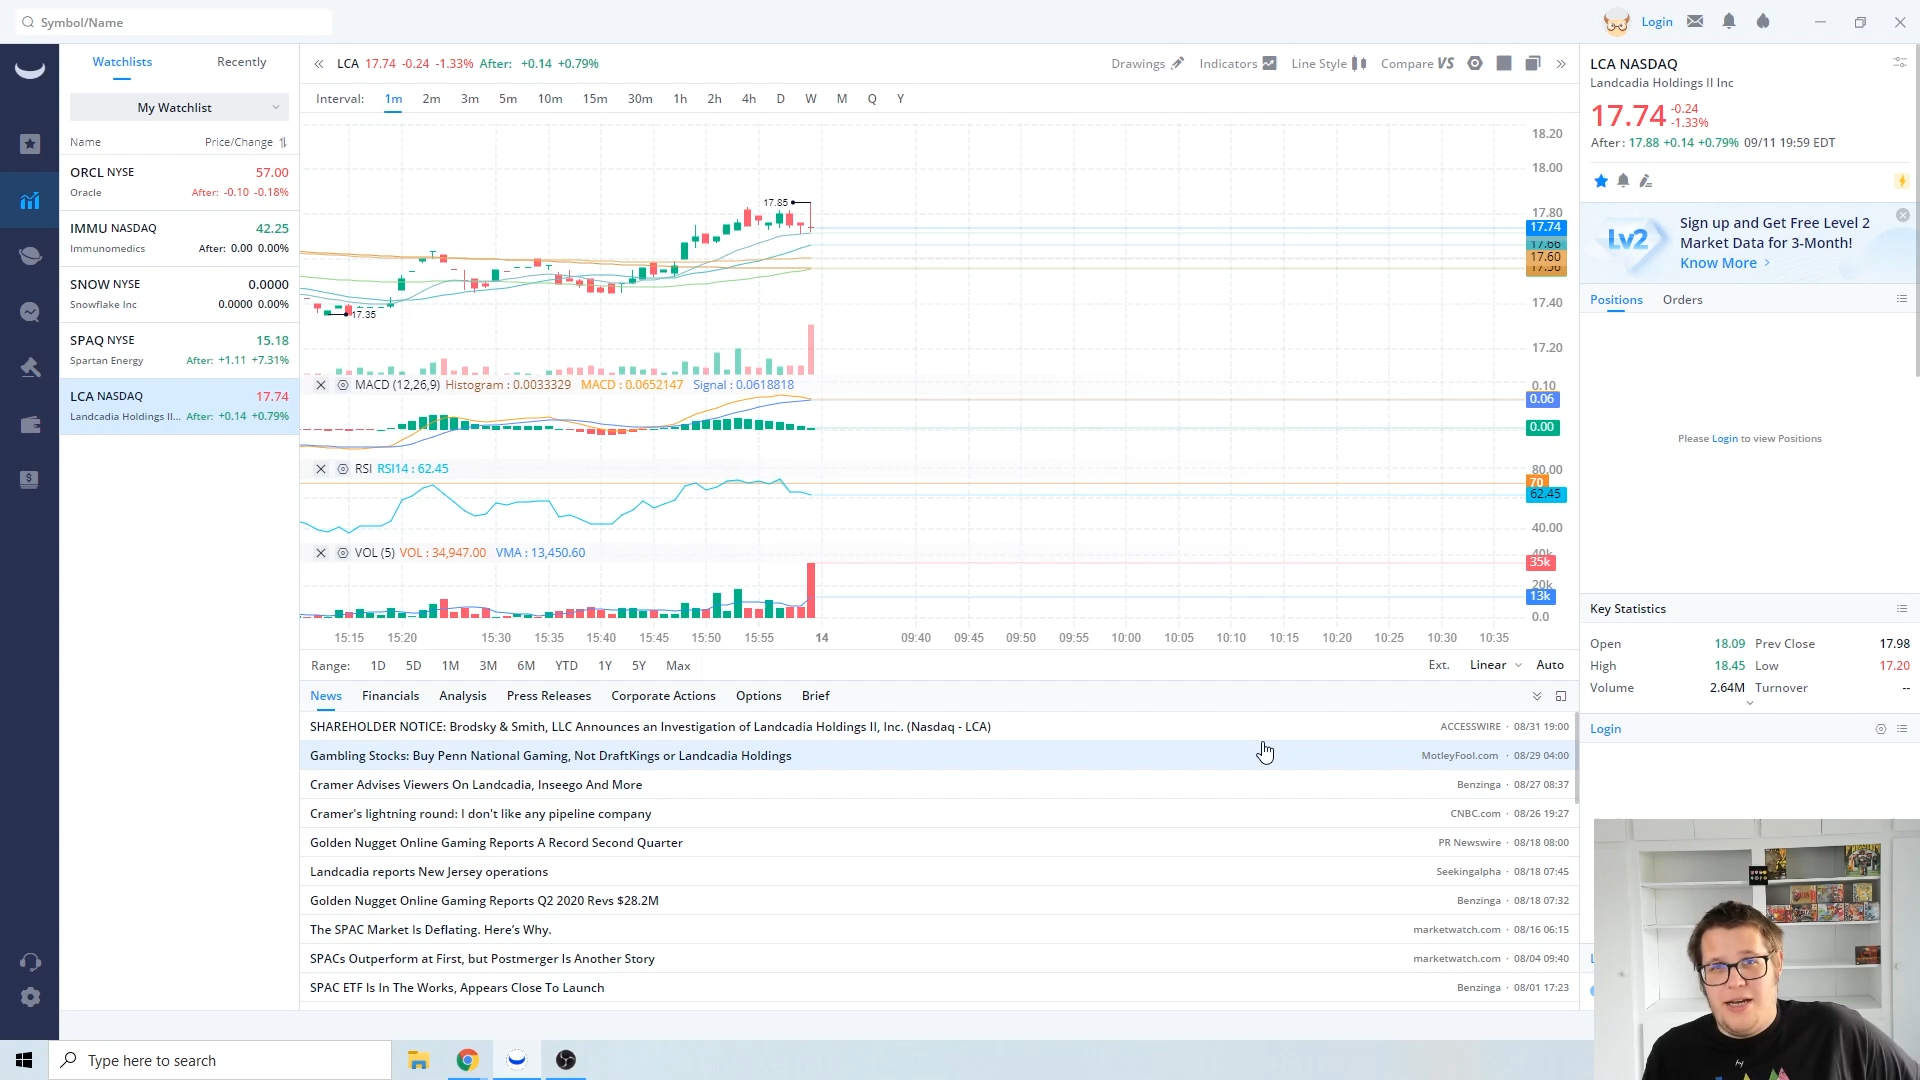 Symbol/Name
Login
Watchlists Recently
My Watchlist
Name Price/Change
ORCL NYSE 57.00
Oracle After: -0.10 -0.18%
IMMU NASDAQ 42.25
Immunomedics After: 0.00 0.00%
SNOW NYSE 0.0000
Snowflake Inc 0.0000 0.00%
SPAQ NYSE 15.18
Spartan Energy After: +1.11 +7.31%
LCA NASDAQ 17.74
Landcadia Holdings II... After: +0.14 +0.79%
LCA 17.74 -0.24 -1.33% After: +0.14 +0.79%
Drawings Indicators Line Style Compare VS
Interval: 1m 2m 3m 5m 10m 15m 30m 1h 2h 4h D W M Q Y
18.20
18.00
17.85
17.80
17.74
17.66
17.60
17.56
17.40
17.35
17.20
MACD (12,26,9) Histogram : 0.0033329 MACD : 0.0652147 Signal : 0.0618818
0.10
0.06
0.00
RSI RSI14 : 62.45
80.00
70
62.45
40.00
VOL (5) VOL : 34,947.00 VMA : 13,450.60
40k
35k
20k
13k
0.0
15:15 15:20 15:30 15:35 15:40 15:45 15:50 15:55 14 09:40 09:45 09:50 09:55 10:00 10:05 10:10 10:15 10:20 10:25 10:30 10:35
Range: 1D 5D 1M 3M 6M YTD 1Y 5Y Max
Ext. Linear Auto
News Financials Analysis Press Releases Corporate Actions Options Brief
SHAREHOLDER NOTICE: Brodsky & Smith, LLC Announces an Investigation of Landcadia Holdings II, Inc. (Nasdaq - LCA) ACCESSWIRE · 08/31 19:00
Gambling Stocks: Buy Penn National Gaming, Not DraftKings or Landcadia Holdings MotleyFool.com · 08/29 04:00
Cramer Advises Viewers On Landcadia, Inseego And More Benzinga · 08/27 08:37
Cramer's lightning round: I don't like any pipeline company CNBC.com · 08/26 19:27
Golden Nugget Online Gaming Reports A Record Second Quarter PR Newswire · 08/18 08:00
Landcadia reports New Jersey operations Seekingalpha · 08/18 07:45
Golden Nugget Online Gaming Reports Q2 2020 Revs $28.2M Benzinga · 08/18 07:32
The SPAC Market Is Deflating. Here's Why. marketwatch.com · 08/16 06:15
SPACs Outperform at First, but Postmerger Is Another Story marketwatch.com · 08/04 09:40
SPAC ETF Is In The Works, Appears Close To Launch Benzinga · 08/01 17:23
LCA NASDAQ
Landcadia Holdings II Inc
17.74 -0.24
-1.33%
After : 17.88 +0.14 +0.79% 09/11 19:59 EDT
Lv2
Sign up and Get Free Level 2
Market Data for 3-Month!
Know More >
Positions Orders
Please Login to view Positions
Key Statistics
Open 18.09 Prev Close 17.98
High 18.45 Low 17.20
Volume 2.64M Turnover --
Login
Type here to search